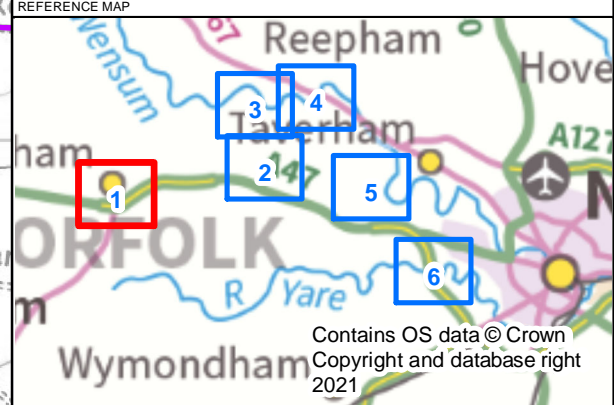 REFERENCE MAP
Wensum
67
Reepham
Hove
3
4
Taverham
A127
ham
2
A47
1
5
N
ORFOLK
6
R Yare
m
Contains OS data © Crown
Copyright and database right
2021
Wymondham